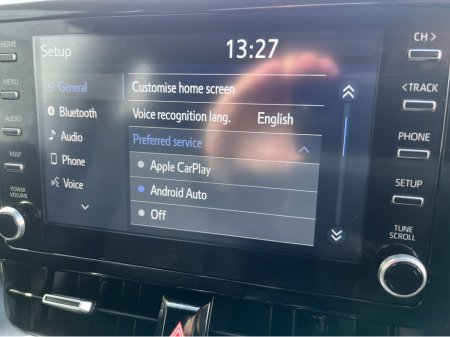 Setup
13:27
General
Bluetooth
Audio
Phone
Voice
Customise home screen
Voice recognition lang. English
Preferred service
Apple CarPlay
Android Auto
Off
HOME
MENU
AUDIO
MAP
POWER
VOLUME
CH >
< TRACK
PHONE
SETUP
TUNE
SCROLL